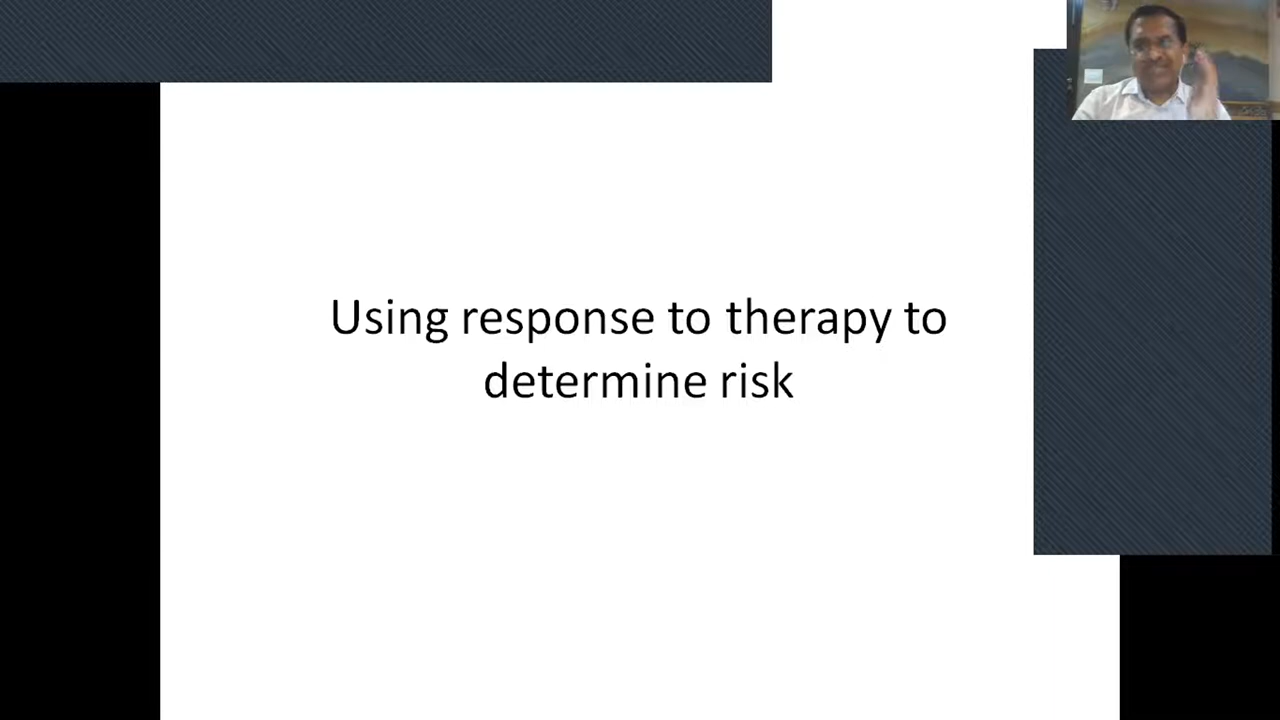 Using response to therapy to
determine risk